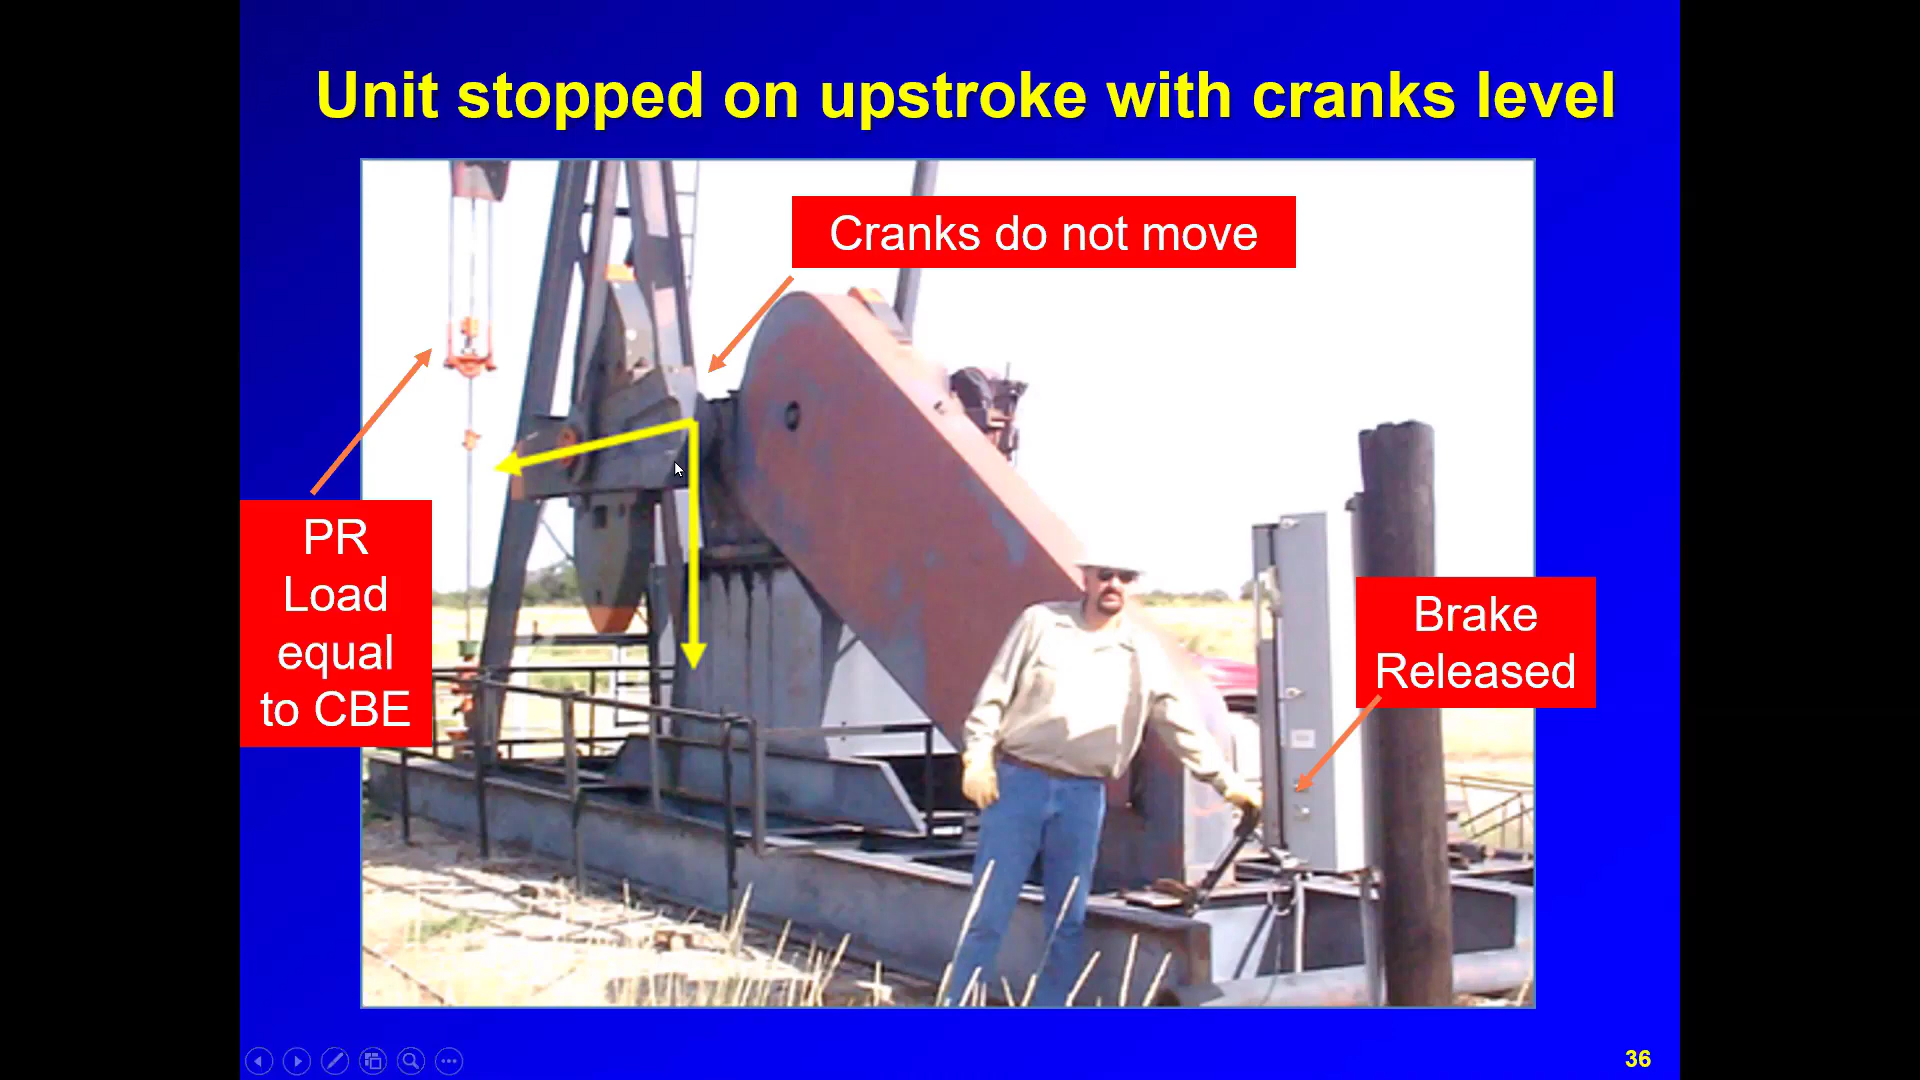 Unit stopped on upstroke with cranks level
Cranks do not move
PR
Load
equal
to CBE
Brake
Released
36